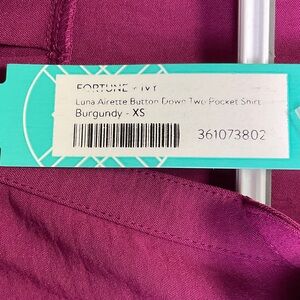 FORTUNE + IVY
Luna Airette Button Down Two Pocket Shirt
Burgundy - XS
361073802